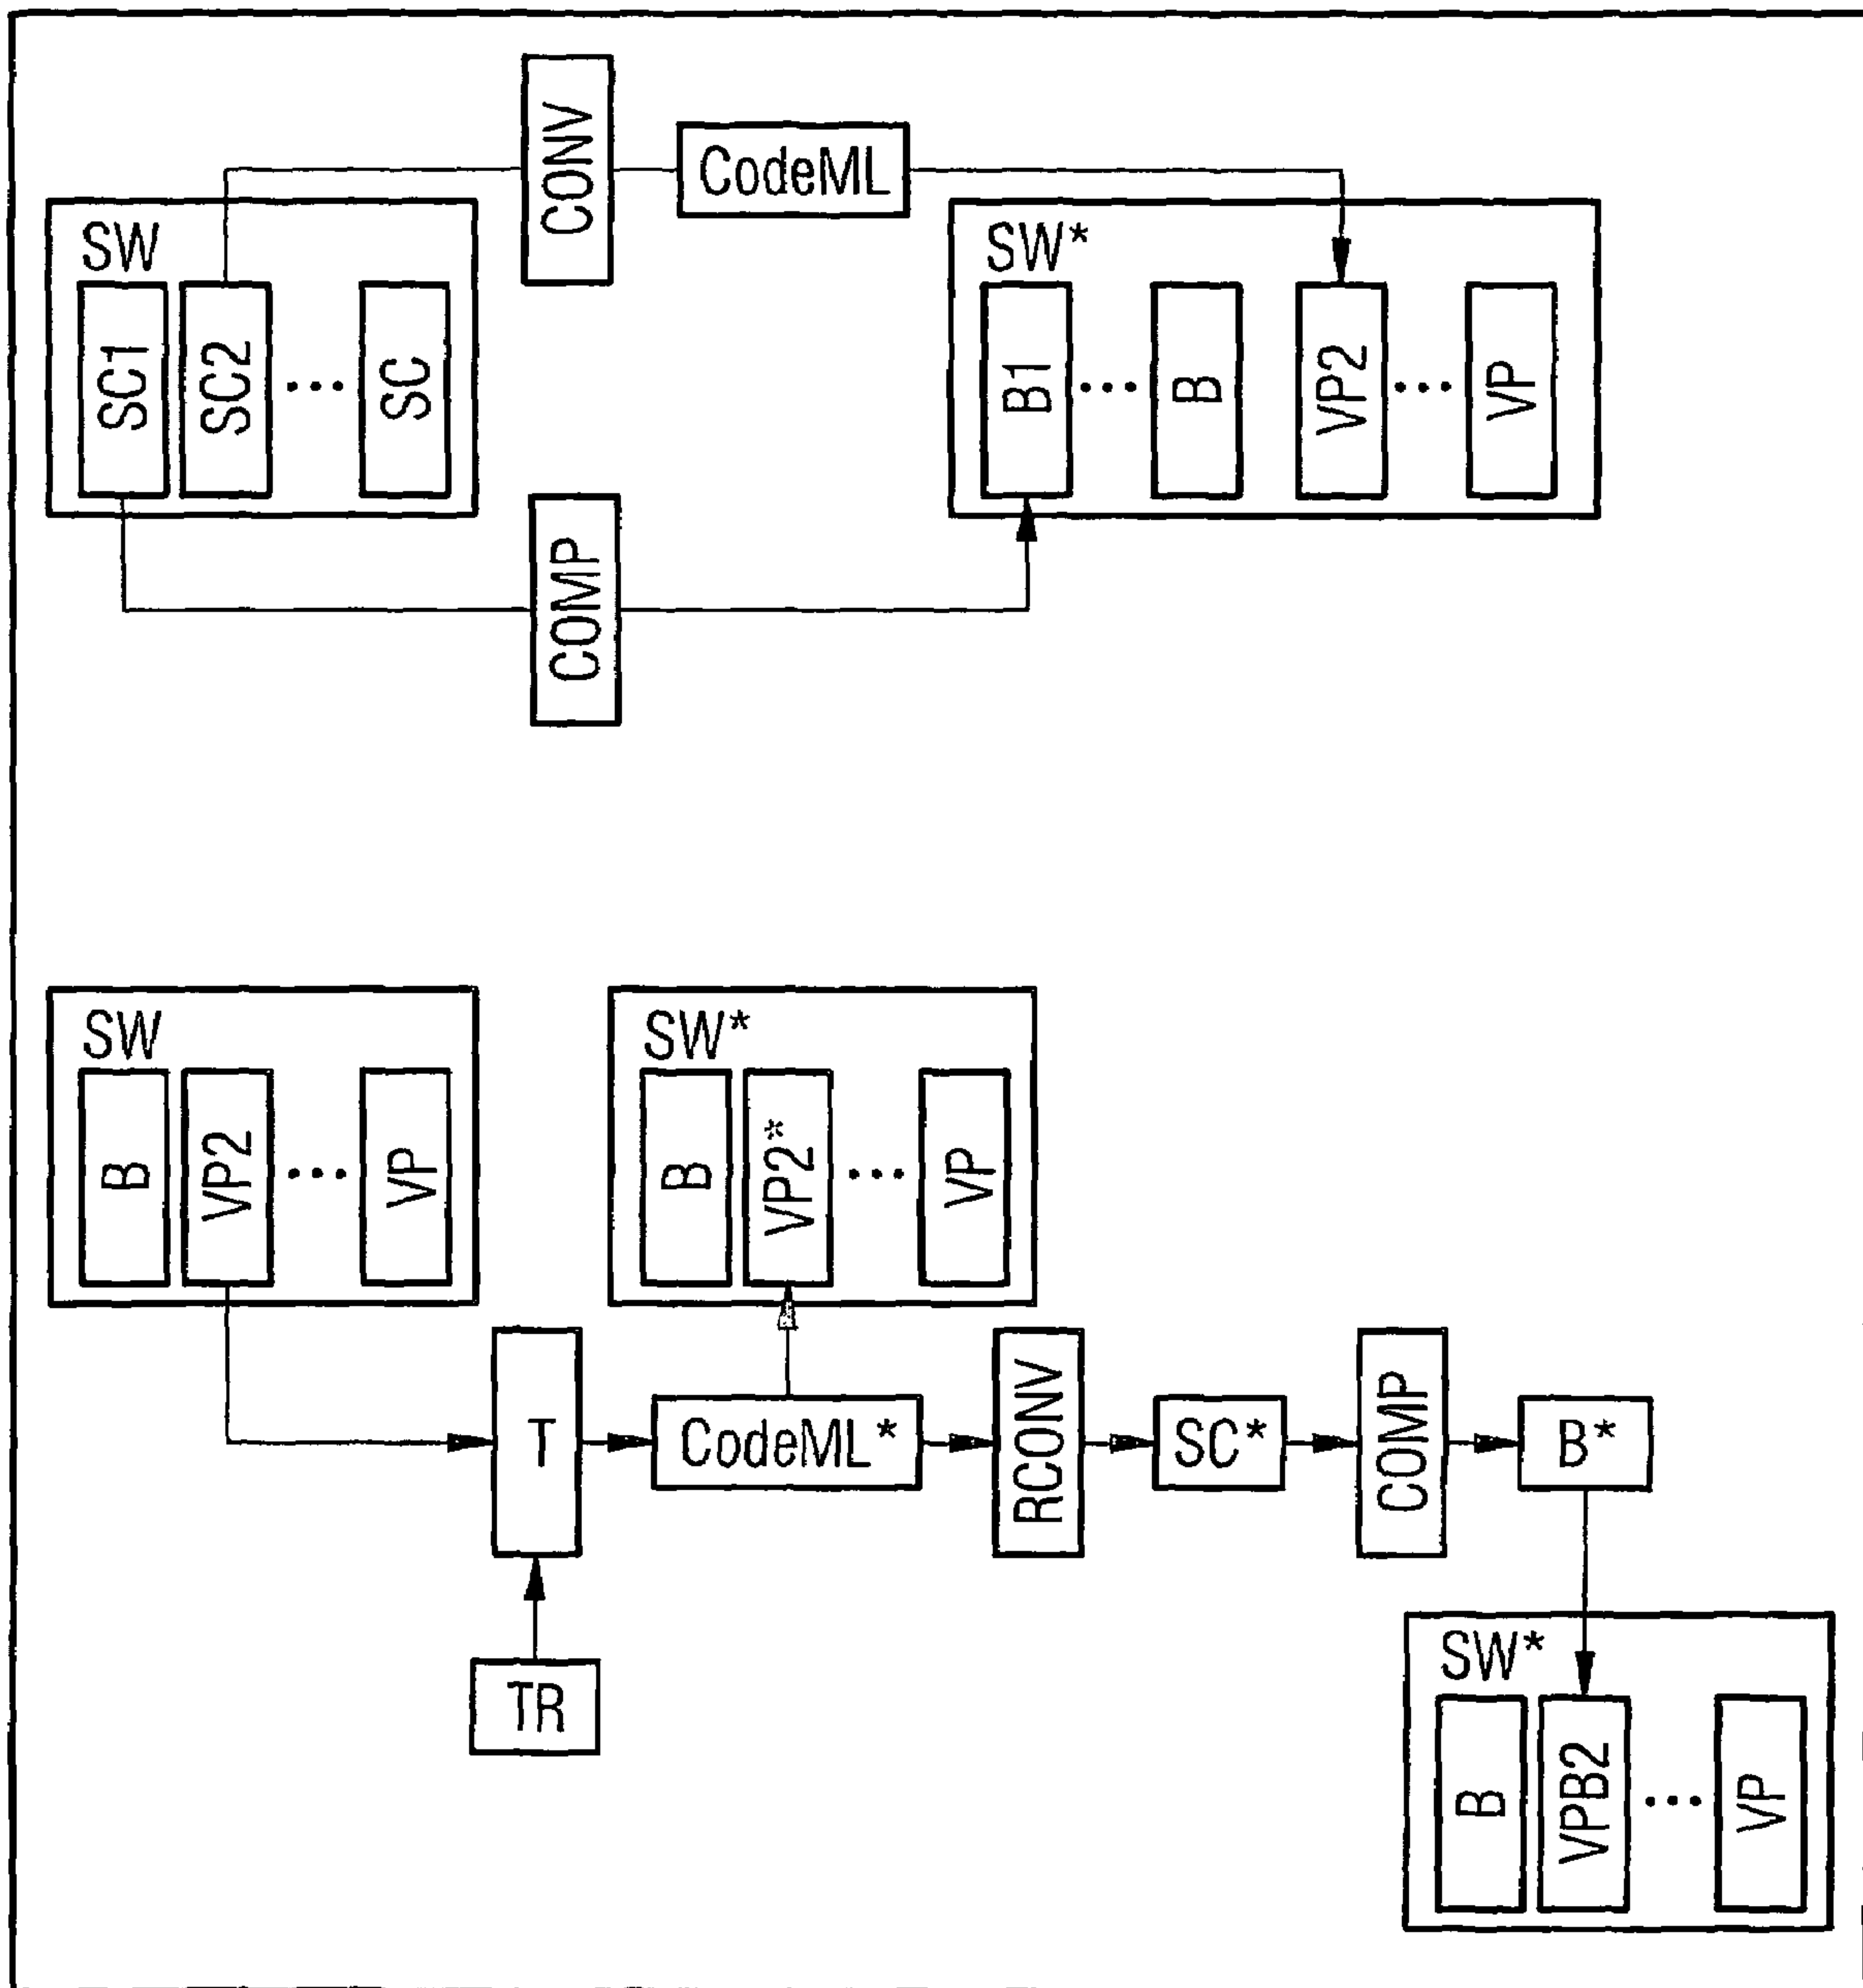 CONV
CodeML
SW
SC1
SC2
...
SC
SW*
B1
...
B
VP2
...
VP
COMP
SW
B
VP2
...
VP
SW*
B
VP2*
...
VP
T
CodeML*
RCONV
SC*
COMP
B*
TR
SW*
B
VPB2
...
VP